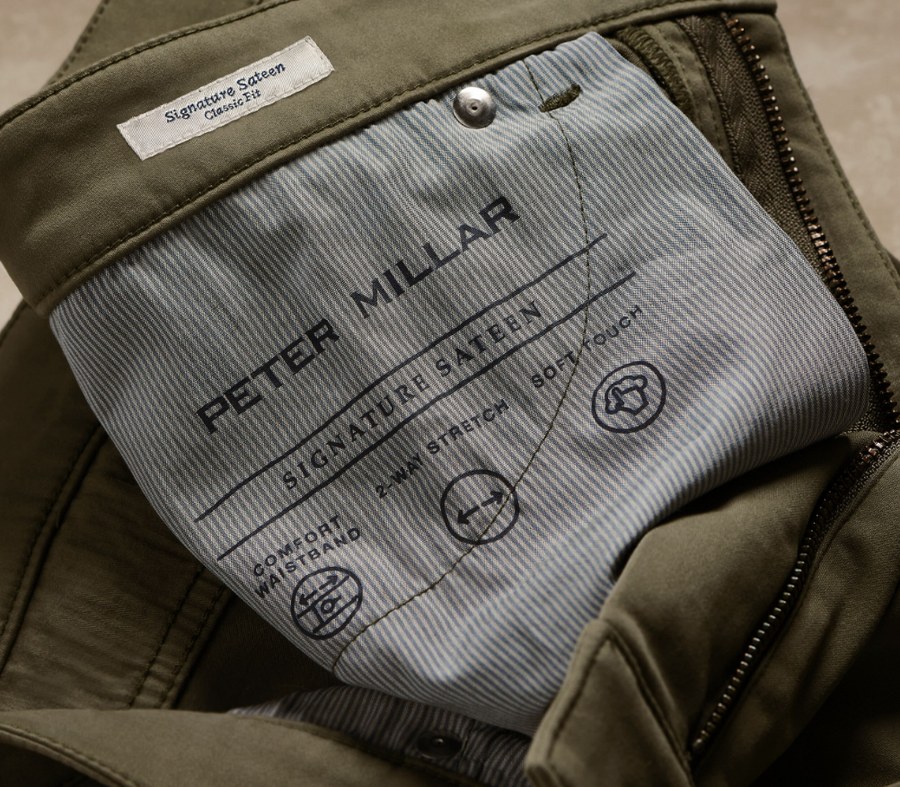 Signature Sateen
Classic Fit
PETER MILLAR
SIGNATURE SATEEN
COMFORT
WAISTBAND
2-WAY STRETCH
SOFT TOUCH